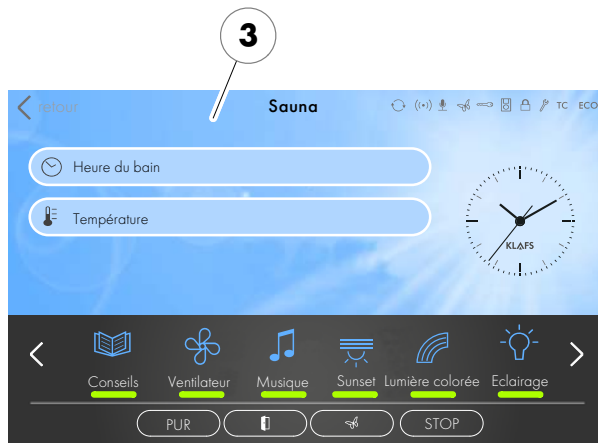 3
retour Sauna TC ECO
Heure du bain
Température
KLAFS
Conseils Ventilateur Musique Sunset Lumière colorée Eclairage
PUR STOP